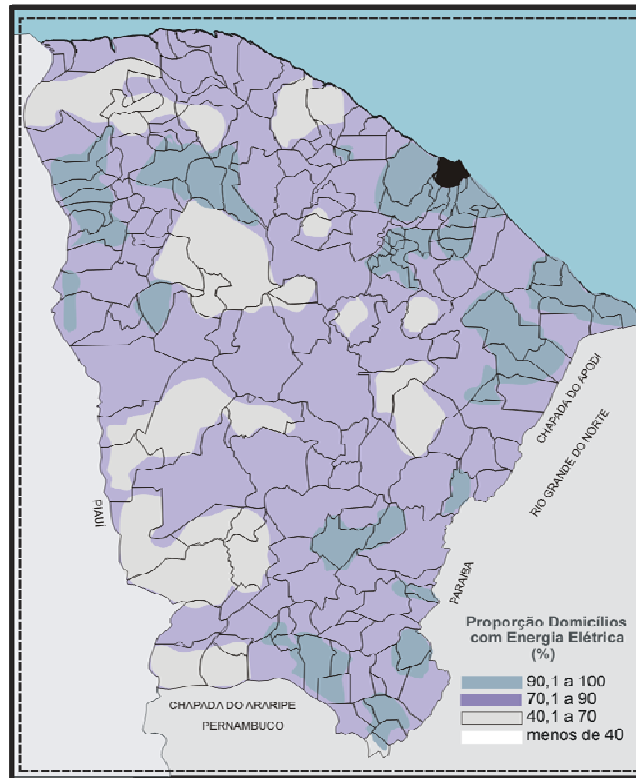 CHAPADA DO APODI
RIO GRANDE DO NORTE
PIAUÍ
PARAIBA
Proporção Domicílios
com Energia Elétrica
(%)
90,1 a 100
70,1 a 90
40,1 a 70
menos de 40
CHAPADA DO ARARIPE
PERNAMBUCO